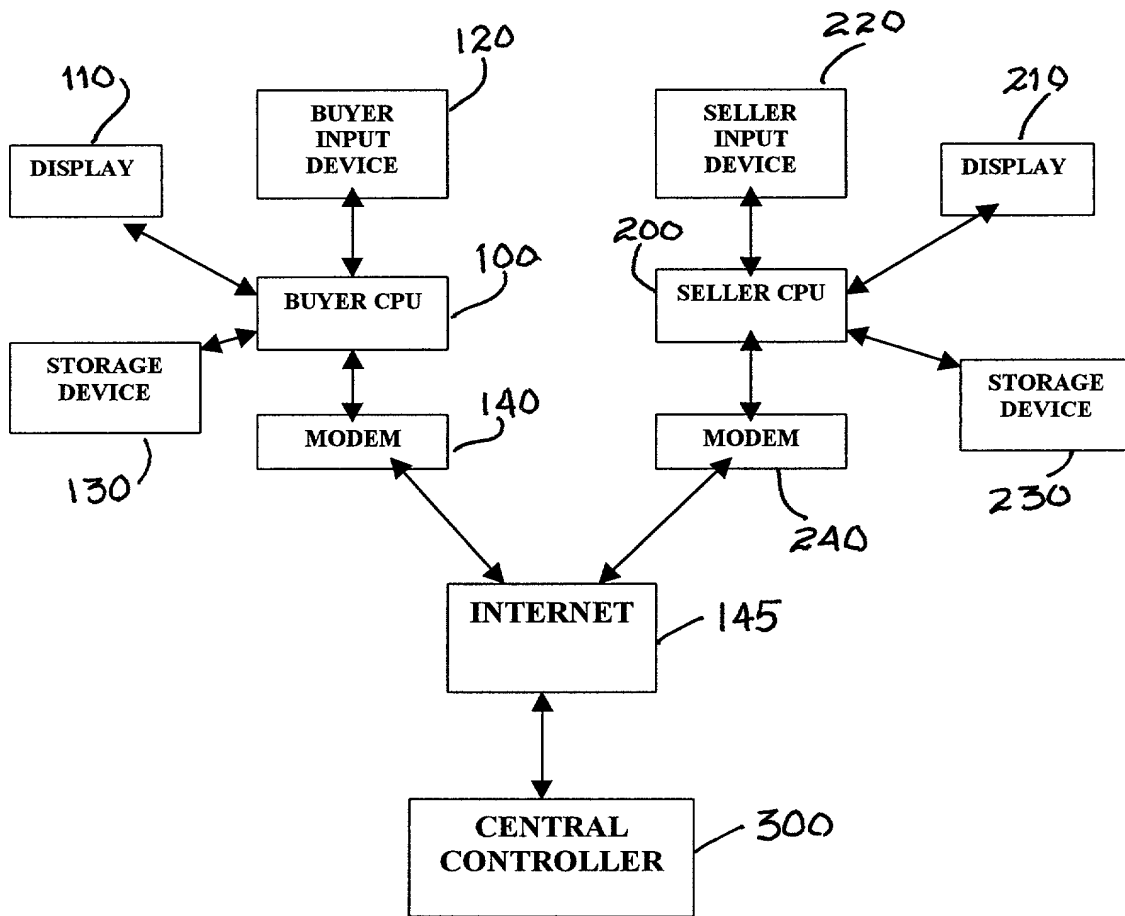 120
220
110
210
BUYER
INPUT
DEVICE
SELLER
INPUT
DEVICE
DISPLAY
DISPLAY
200
100
BUYER CPU
SELLER CPU
STORAGE
DEVICE
STORAGE
DEVICE
140
MODEM
MODEM
130
230
240
INTERNET
145
CENTRAL
CONTROLLER
300